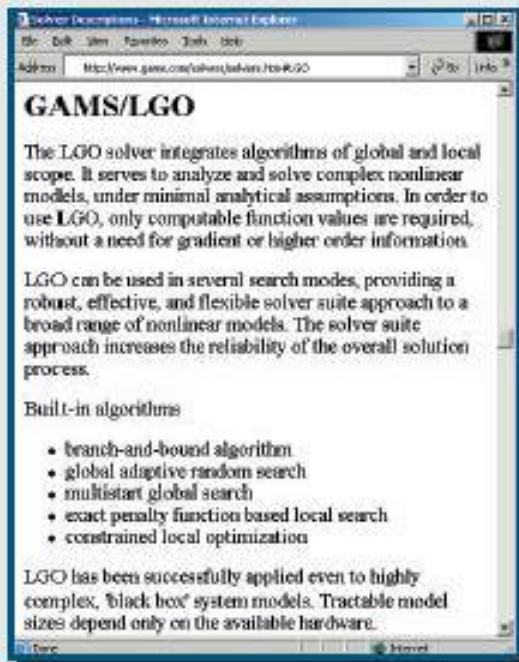 Solver Descriptions - Microsoft Internet Explorer
File Edit View Favorites Tools Help
Address http://www.gams.com/solvers/solvers.htm#LGO Go Links »
GAMS/LGO
The LGO solver integrates algorithms of global and local
scope. It serves to analyze and solve complex nonlinear
models, under minimal analytical assumptions. In order to
use LGO, only computable function values are required,
without a need for gradient or higher order information.
LGO can be used in several search modes, providing a
robust, effective, and flexible solver suite approach to a
broad range of nonlinear models. The solver suite
approach increases the reliability of the overall solution
process.
Built-in algorithms
• branch-and-bound algorithm
• global adaptive random search
• multistart global search
• exact penalty function based local search
• constrained local optimization
LGO has been successfully applied even to highly
complex, 'black box' system models. Tractable model
sizes depend only on the available hardware.
Done Internet